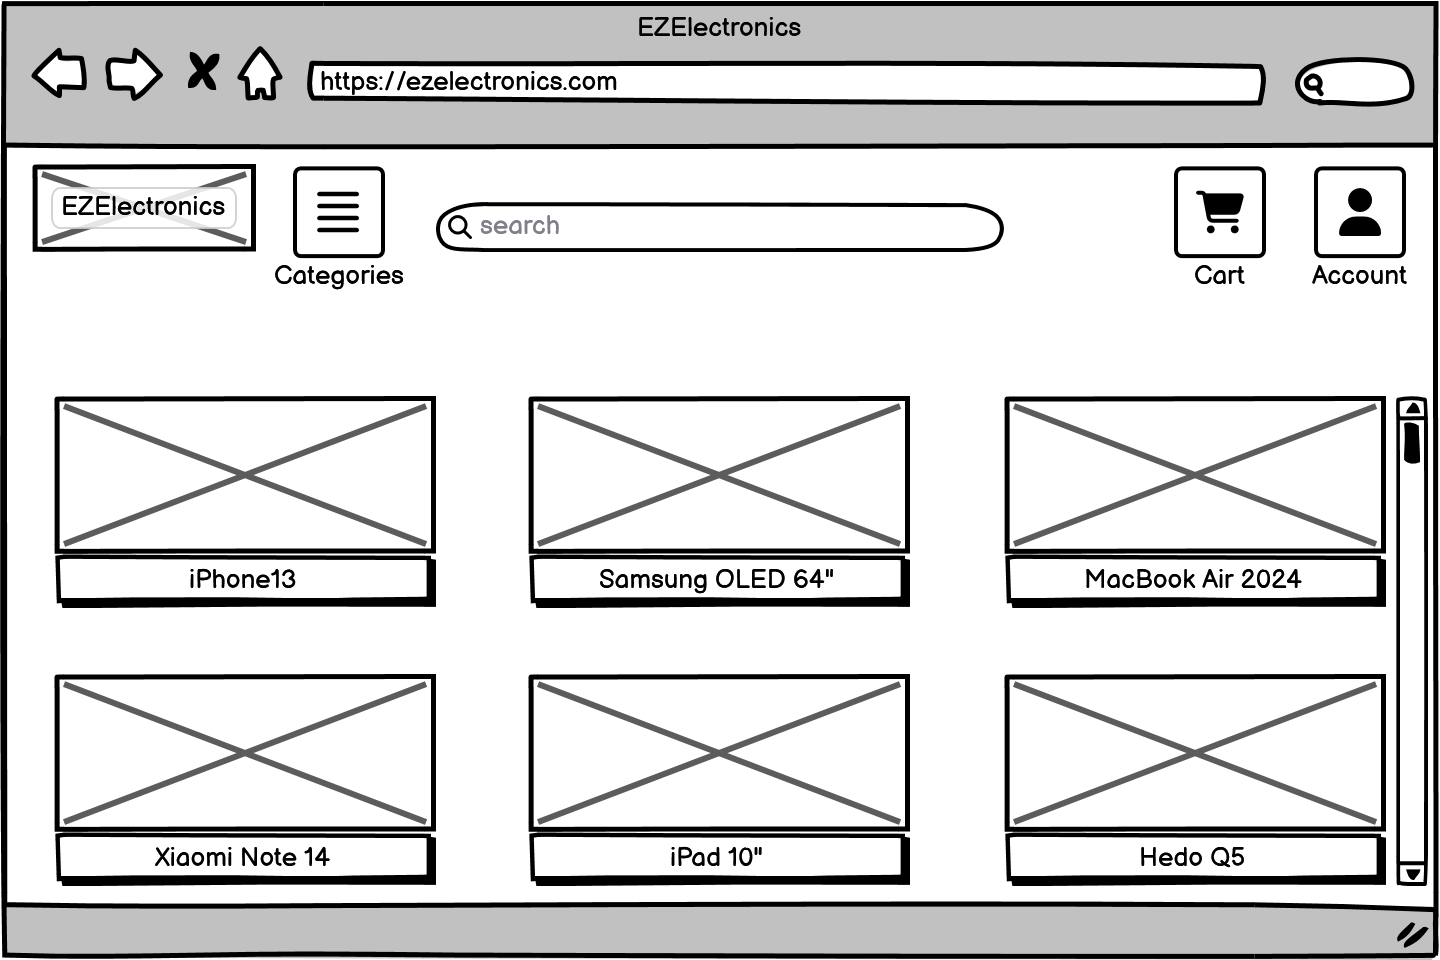 EZElectronics
https://ezelectronics.com
EZElectronics
Categories
search
Cart
Account
iPhone13
Samsung OLED 64"
MacBook Air 2024
Xiaomi Note 14
iPad 10"
Hedo Q5